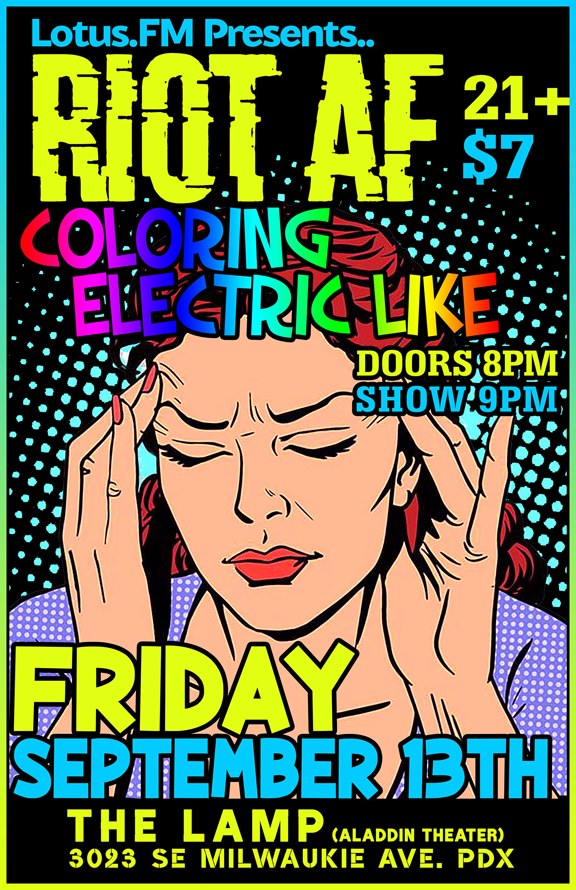 Lotus.FM Presents..
RIOT AF
21+
$7
COLORING
ELECTRIC LIKE
DOORS 8PM
SHOW 9PM
FRIDAY
SEPTEMBER 13TH
THE LAMP (ALADDIN THEATER)
3023 SE MILWAUKIE AVE. PDX